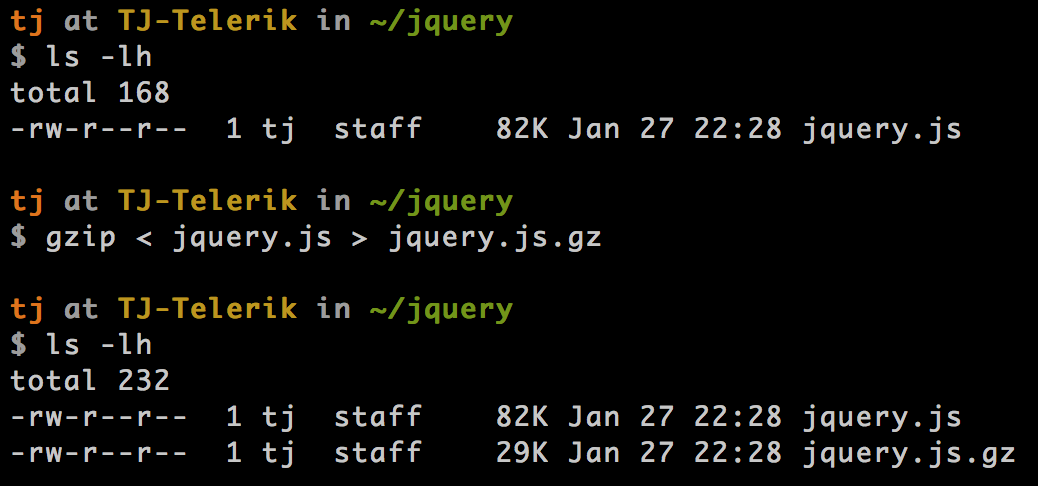 tj at TJ-Telerik in ~/jquery
$ ls -lh
total 168
-rw-r--r--  1 tj  staff    82K Jan 27 22:28 jquery.js
tj at TJ-Telerik in ~/jquery
$ gzip < jquery.js > jquery.js.gz
tj at TJ-Telerik in ~/jquery
$ ls -lh
total 232
-rw-r--r--  1 tj  staff    82K Jan 27 22:28 jquery.js
-rw-r--r--  1 tj  staff    29K Jan 27 22:28 jquery.js.gz